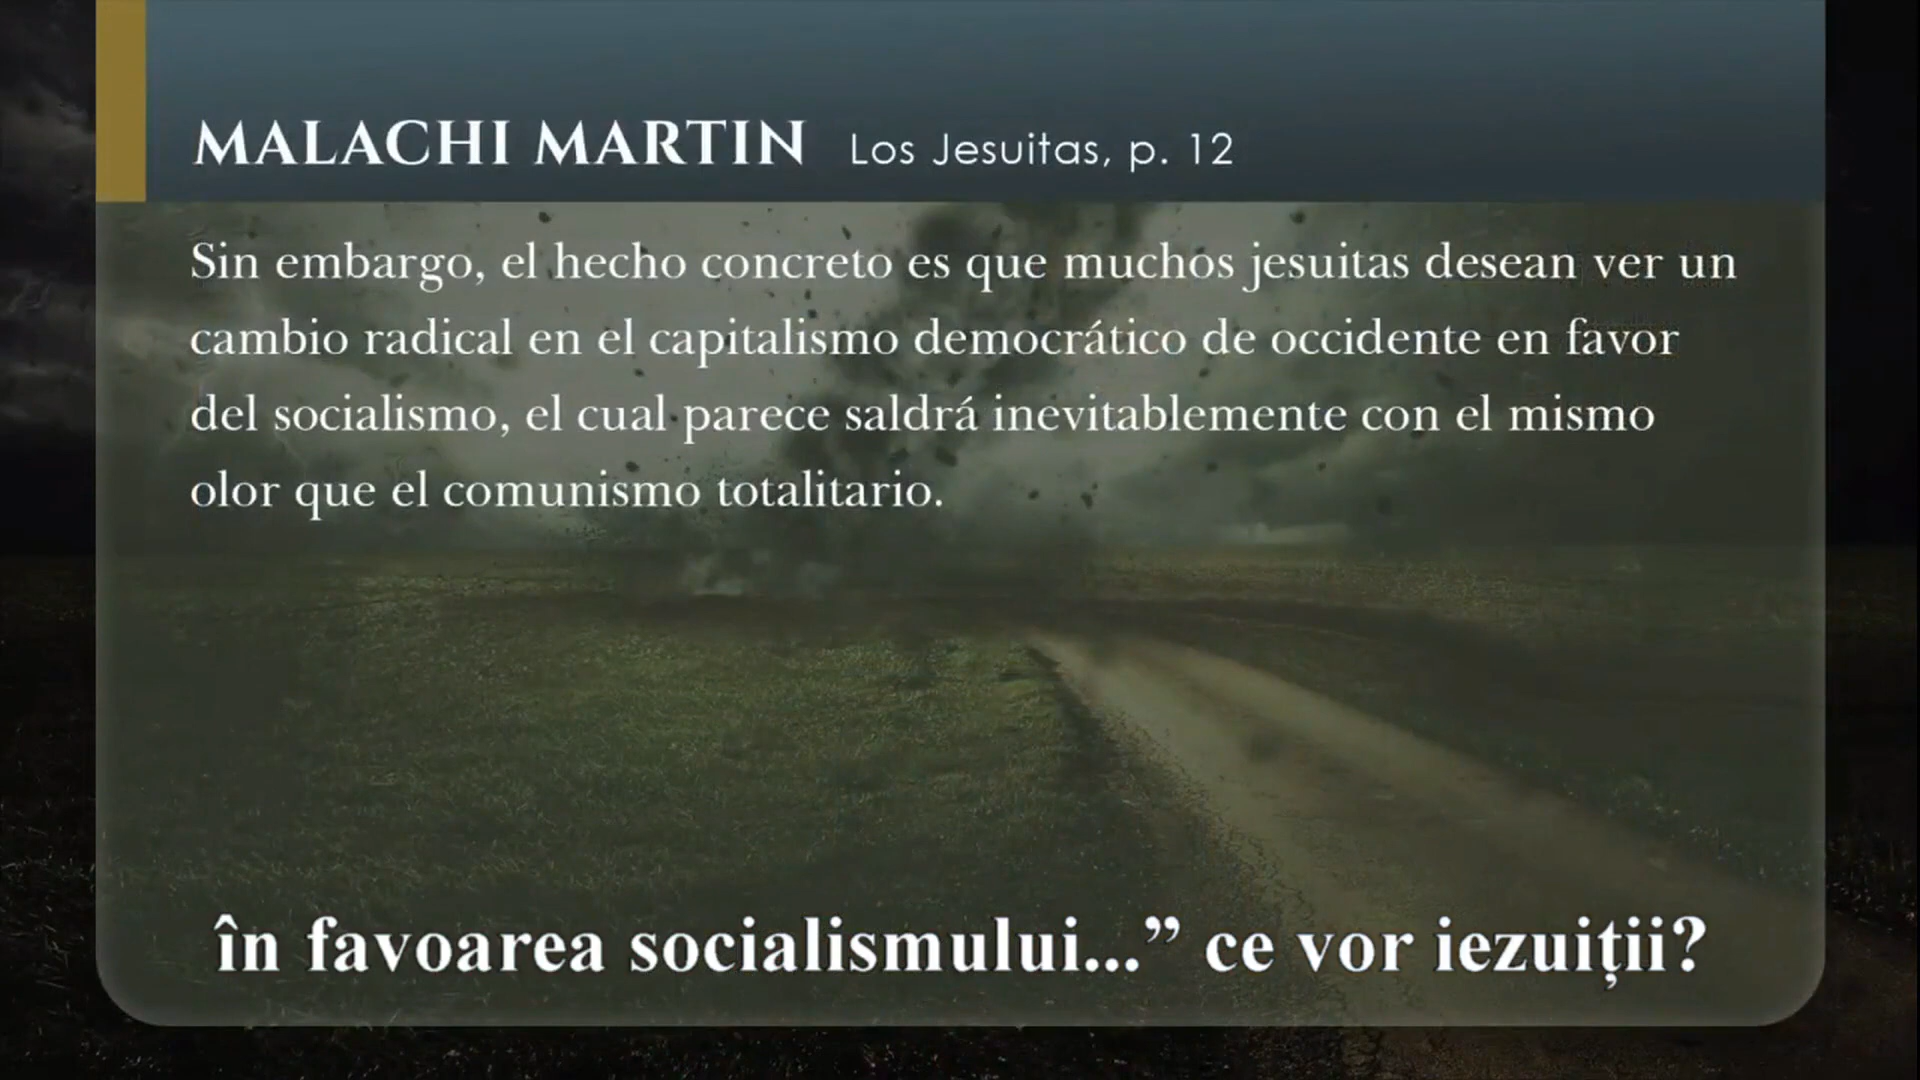 MALACHI MARTIN Los Jesuitas, p. 12
Sin embargo, el hecho concreto es que muchos jesuitas desean ver un
cambio radical en el capitalismo democrático de occidente en favor
del socialismo, el cual parece saldrá inevitablemente con el mismo
olor que el comunismo totalitario.
în favoarea socialismului...” ce vor iezuiții?